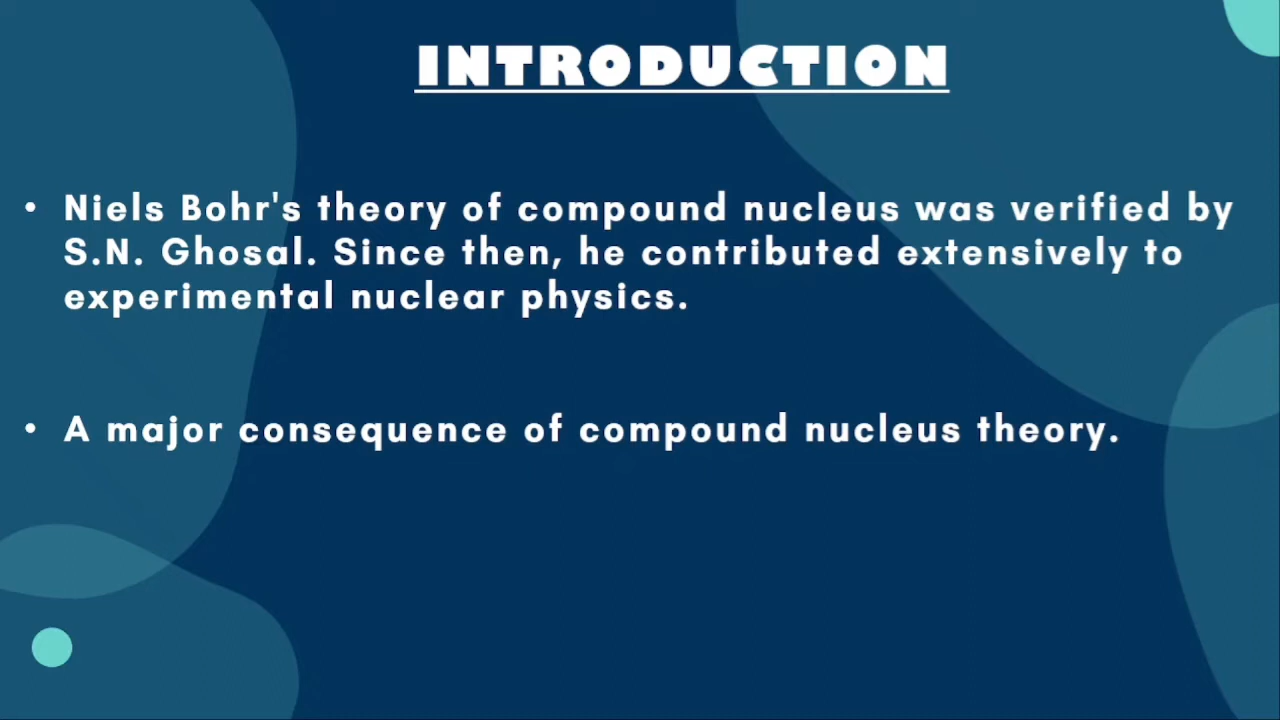 INTRODUCTION
• Niels Bohr's theory of compound nucleus was verified by
S.N. Ghosal. Since then, he contributed extensively to
experimental nuclear physics.
• A major consequence of compound nucleus theory.